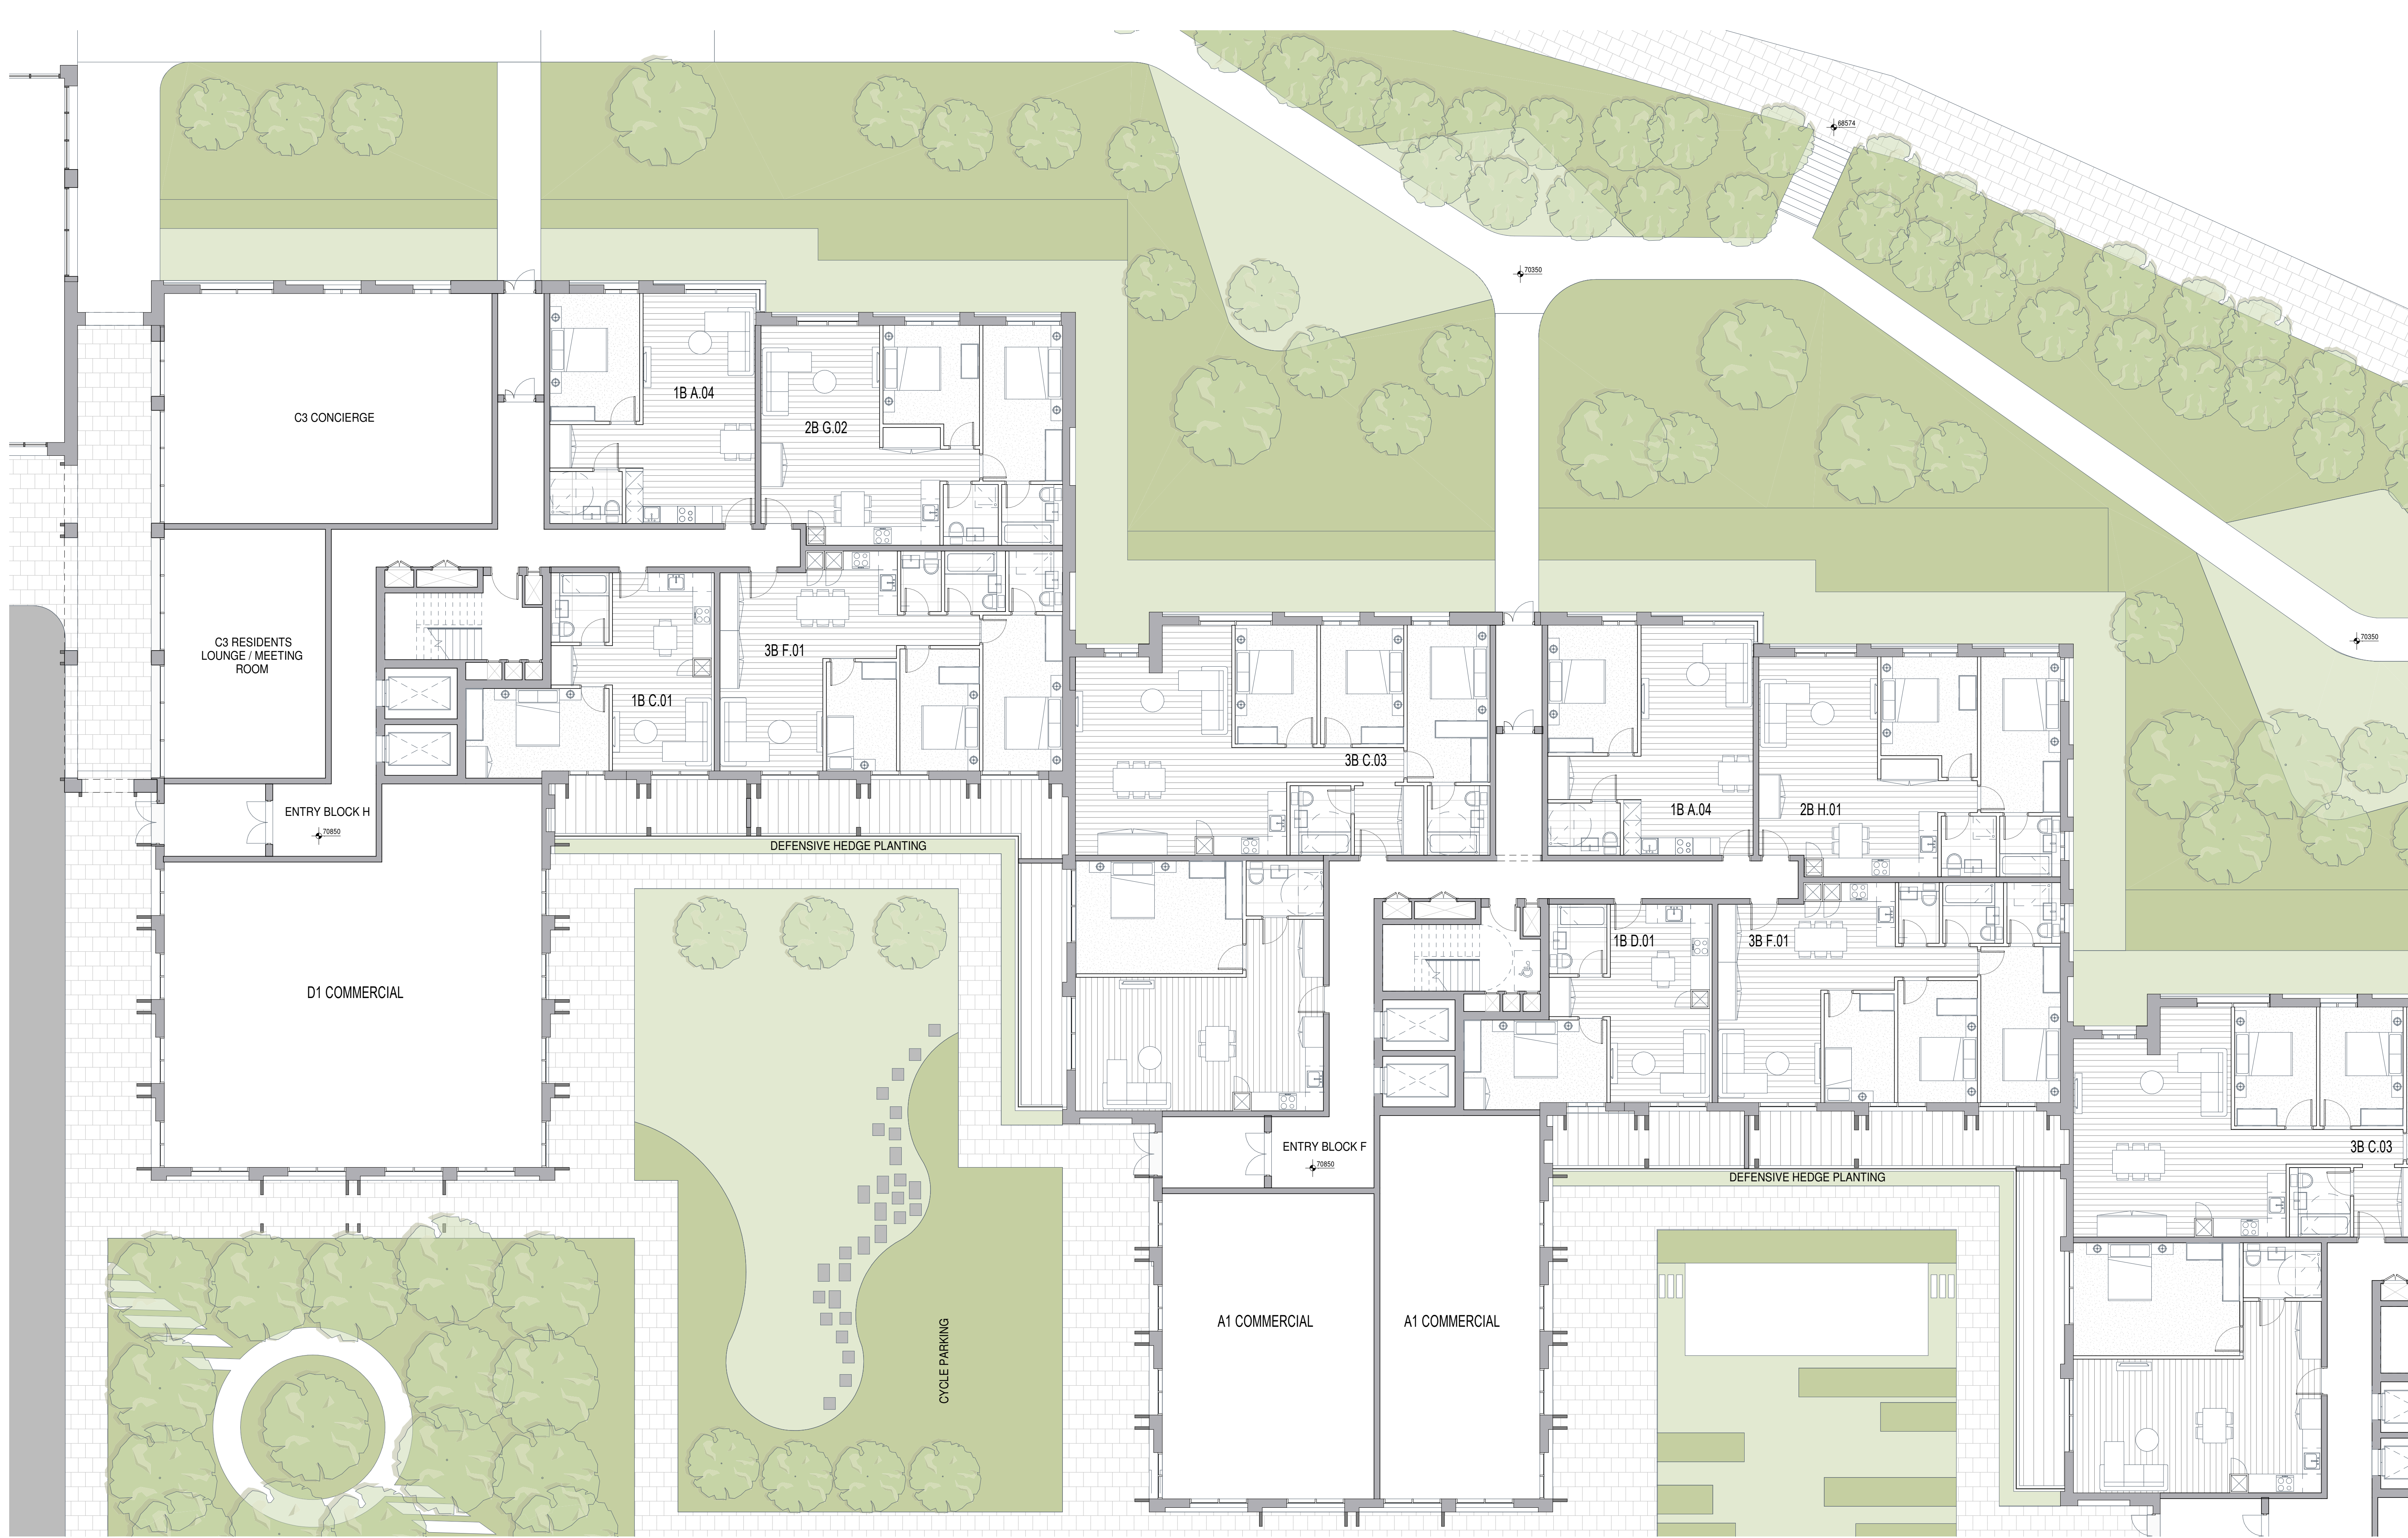 68574
70350
1B A.04
C3 CONCIERGE
2B G.02
C3 RESIDENTS
LOUNGE / MEETING
ROOM
3B F.01
1B C.01
70350
3B C.03
ENTRY BLOCK H
70850
1B A.04
2B H.01
DEFENSIVE HEDGE PLANTING
1B D.01
3B F.01
D1 COMMERCIAL
ENTRY BLOCK F
70850
3B C.03
DEFENSIVE HEDGE PLANTING
A1 COMMERCIAL
A1 COMMERCIAL
CYCLE PARKING